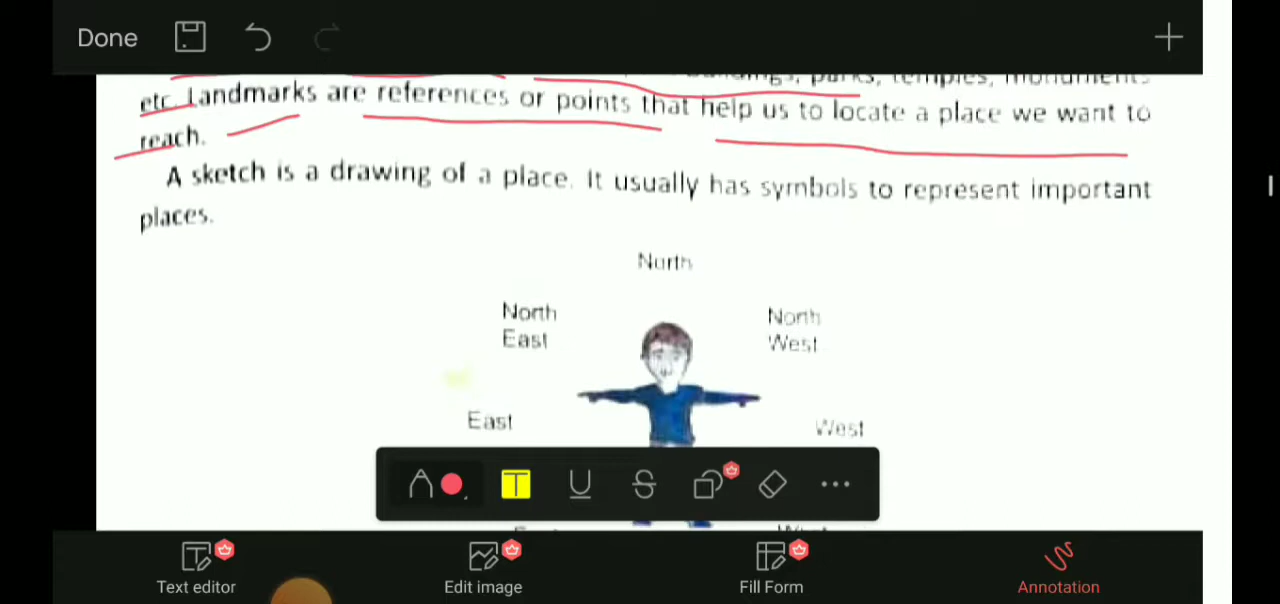 Done
etc. Landmarks are references or points that help us to locate a place we want to
reach.
A sketch is a drawing of a place. It usually has symbols to represent important
places.
North
North
East
North
West
East
West
Text editor
Edit image
Fill Form
Annotation